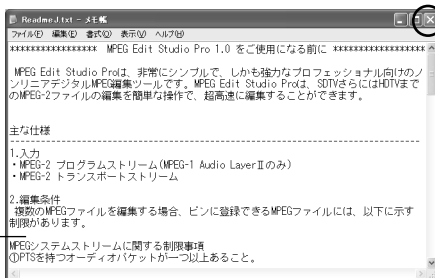 ReadmeJ.txt - メモ帳
ファイル(F) 編集(E) 書式(O) 表示(V) ヘルプ(H)
****************** MPEG Edit Studio Pro 1.0 をご使用になる前に ******************
MPEG Edit Studio Proは、非常にシンプルで、しかも強力なプロフェッショナル向けのノ
ンリニアデジタルMPEG編集ツールです。MPEG Edit Studio Proは、SDTVさらにはHDTVまで
のMPEG-2ファイルの編集を簡単な操作で、超高速に編集することができます。
主な仕様
--------------------------------------------------------------------------------
1.入力
・MPEG-2 プログラムストリーム(MPEG-1 Audio LayerⅡのみ)
・MPEG-2 トランスポートストリーム
2.編集条件
複数のMPEGファイルを編集する場合、ビンに登録できるMPEGファイルには、以下に示す
制限があります。
MPEGシステムストリームに関する制限事項
①PTSを持つオーディオパケットが一つ以上あること。